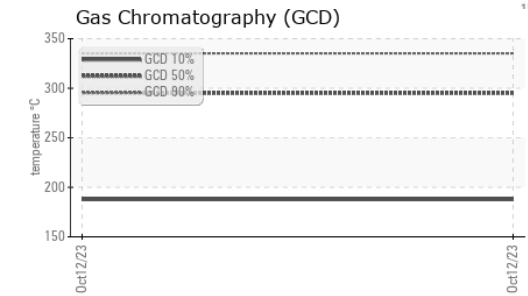 Gas Chromatography (GCD)
350
300
250
200
150
temperature °C
GCD 10%
GCD 50%
GCD 90%
Oct12/23
Oct12/23